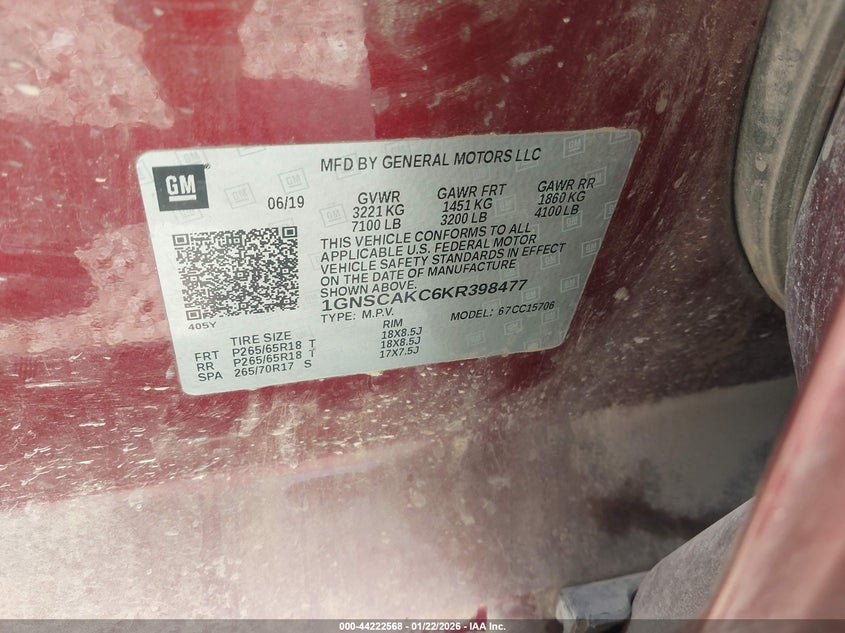 GM
MFD BY GENERAL MOTORS LLC
06/19
GVWR
3221 KG
7100 LB
GAWR FRT
1451 KG
3200 LB
GAWR RR
1860 KG
4100 LB
THIS VEHICLE CONFORMS TO ALL
APPLICABLE U.S. FEDERAL MOTOR
VEHICLE SAFETY STANDARDS IN EFFECT
ON THE DATE OF MANUFACTURE
SHOWN ABOVE.
1GNSCAKC6KR398477
TYPE: M.P.V. MODEL: 67CC15706
405Y
TIRE SIZE RIM
FRT P265/65R18 T 18X8.5J
RR P265/65R18 T 18X8.5J
SPA 265/70R17 S 17X7.5J
000-44222568 - 01/22/2026 - IAA Inc.